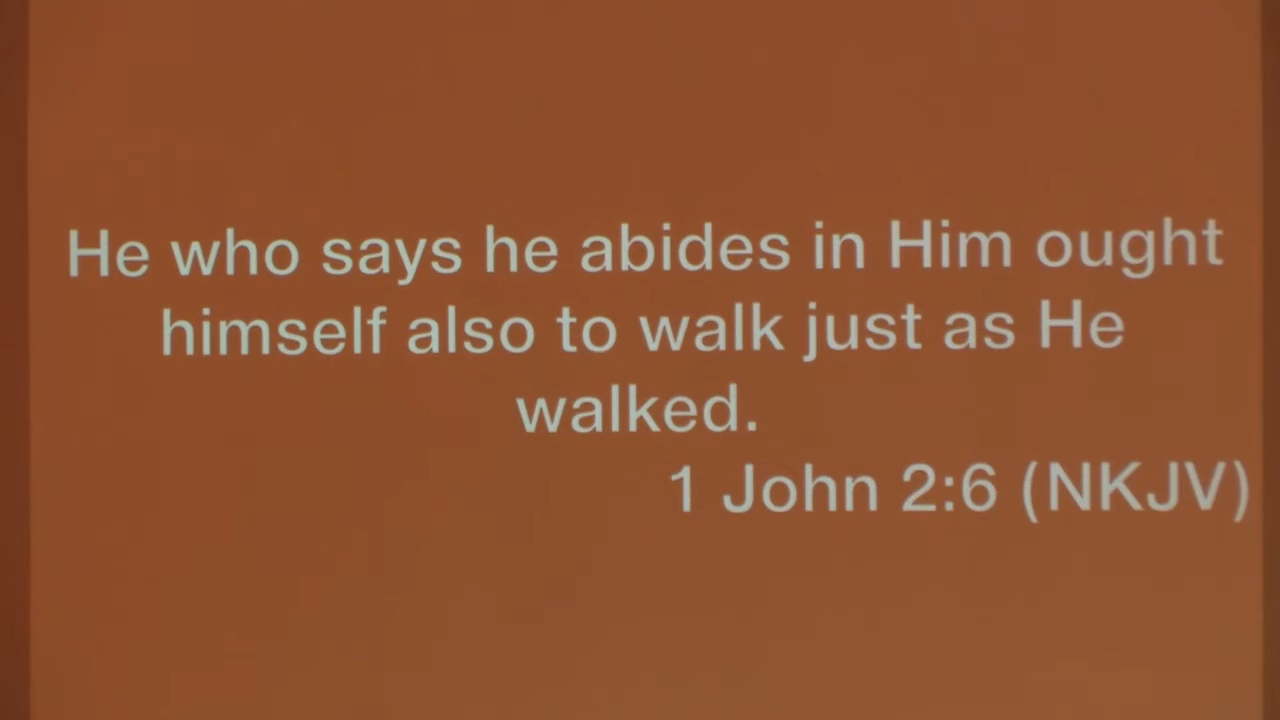 He who says he abides in Him ought
himself also to walk just as He
walked.
1 John 2:6 (NKJV)